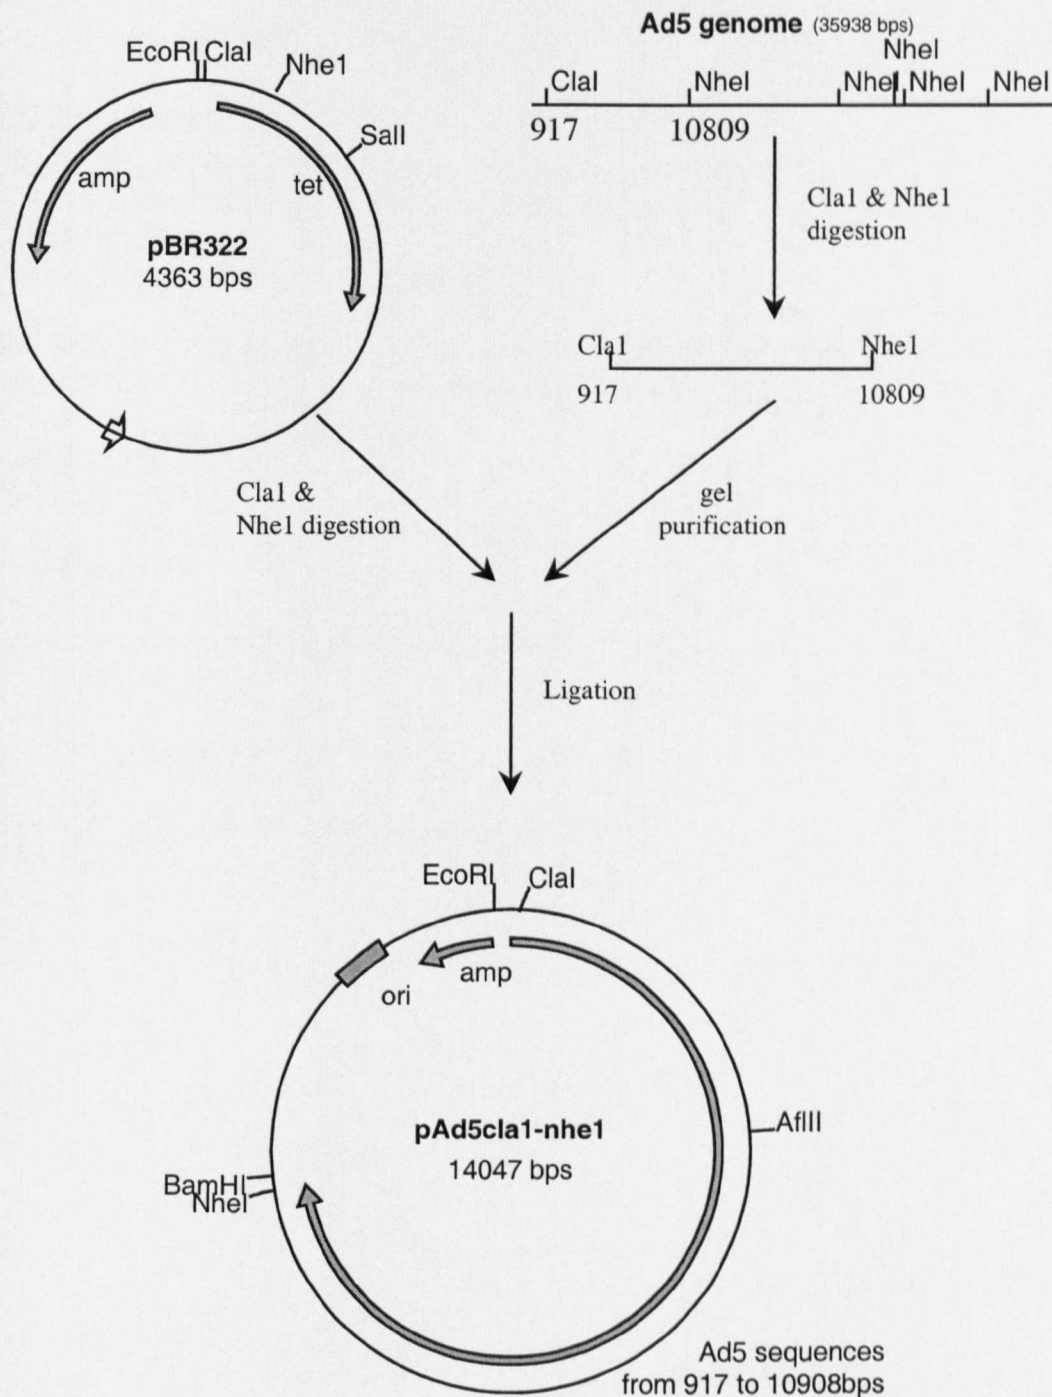 EcoRI ClaI
Nhe1
SalI
amp
tet
pBR322
4363 bps
Ad5 genome (35938 bps)
NheI
ClaI NheI NheI NheI NheI
917 10809
Cla1 & Nhe1
digestion
Cla1 Nhe1
917 10809
Cla1 &
Nhe1 digestion
gel
purification
Ligation
EcoRI ClaI
amp
ori
AflII
pAd5cla1-nhe1
14047 bps
BamHI
NheI
Ad5 sequences
from 917 to 10908bps